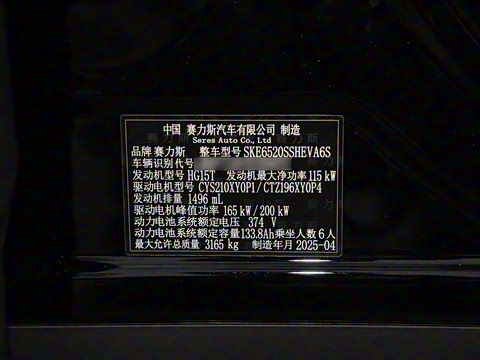 中国 赛力斯汽车有限公司 制造
Seres Auto Co., Ltd
品牌 赛力斯 整车型号 SKE6520SSHEVA6S
车辆识别代号
发动机型号 HG15T 发动机最大净功率 115 kW
驱动电机型号 CYS210XY0P1/CTZ196XY0P4
发动机排量 1496 mL
驱动电机峰值功率 165 kW/200 kW
动力电池系统额定电压 374 V
动力电池系统额定容量 133.8Ah 乘坐人数 6人
最大允许总质量 3165 kg 制造年月 2025-04